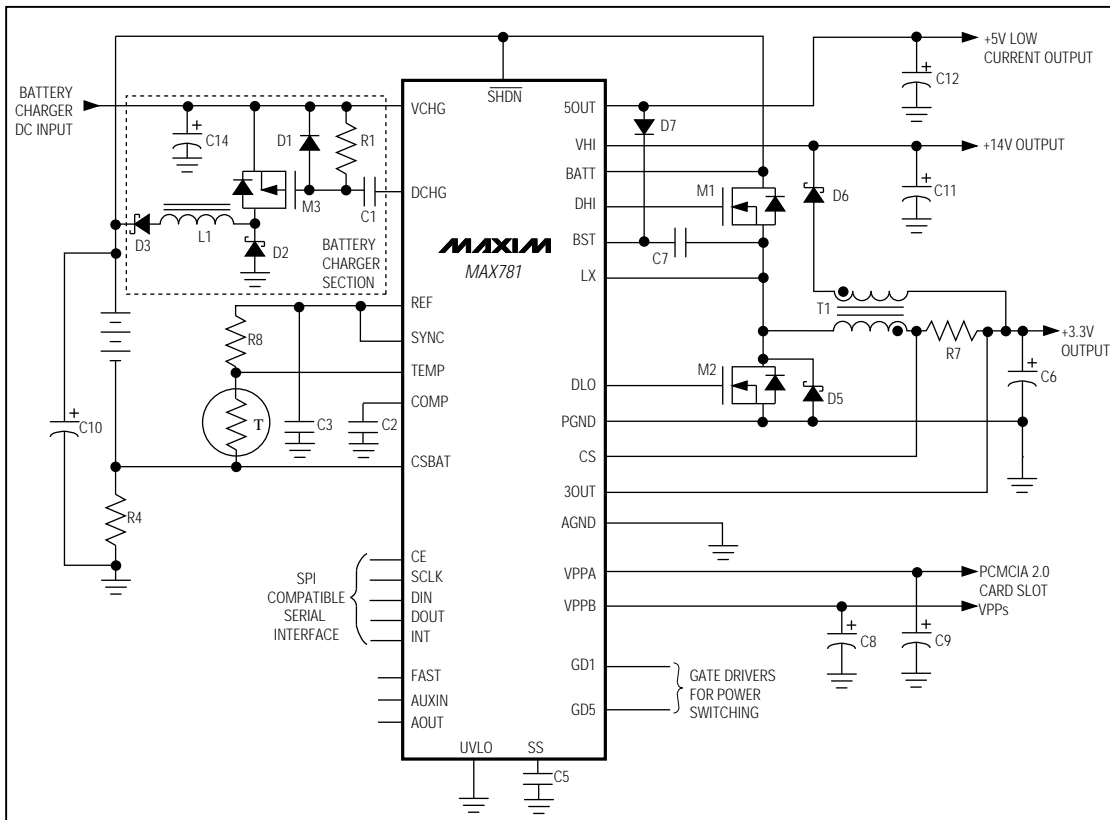 +5V LOW
CURRENT OUTPUT
C12
BATTERY
CHARGER
DC INPUT
SHDN
VCHG
5OUT
C14
D1
R1
D7
VHI
+14V OUTPUT
BATT
DCHG
M1
D6
C11
M3
C1
DHI
D3
L1
D2
BATTERY
CHARGER
SECTION
MAXIM
MAX781
BST
C7
LX
REF
T1
R8
SYNC
+3.3V
OUTPUT
R7
TEMP
M2
C6
COMP
DLO
D5
T
C3
C2
C10
PGND
CSBAT
CS
R4
3OUT
AGND
CE
SCLK
DIN
DOUT
INT
SPI
COMPATIBLE
SERIAL
INTERFACE
VPPA
PCMCIA 2.0
CARD SLOT
VPPs
VPPB
C8
C9
FAST
AUXIN
AOUT
GD1
GD5
GATE DRIVERS
FOR POWER
SWITCHING
UVLO
SS
C5
+
+
+
+
+
+
+